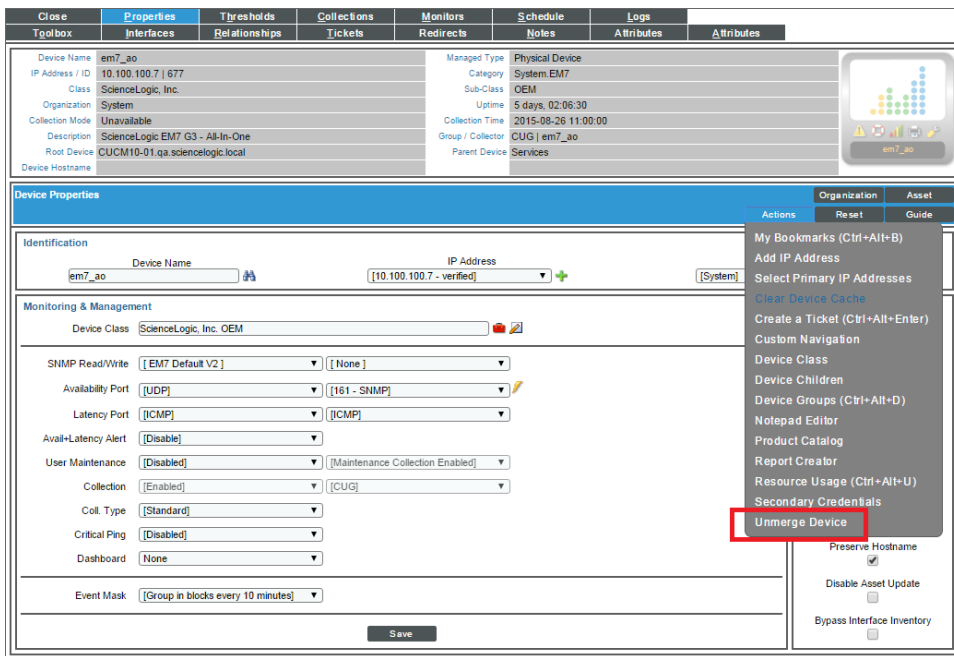 Close Properties Thresholds Collections Monitors Schedule Logs
Toolbox Interfaces Relationships Tickets Redirects Notes Attributes Attributes
Device Name em7_ao Managed Type Physical Device
IP Address / ID 10.100.100.7 | 677 Category System.EM7
Class ScienceLogic, Inc. Sub-Class OEM
Organization System Uptime 5 days, 02:06:30
Collection Mode Unavailable Collection Time 2015-08-26 11:00:00
Description ScienceLogic EM7 G3 - All-In-One Group / Collector CUG | em7_ao
Root Device CUCM10-01.qa.sciencelogic.local Parent Device Services
Device Hostname
em7_ao
Device Properties
Organization Asset
Actions Reset Guide
Identification
Device Name IP Address
em7_ao [10.100.100.7 - verified] [System]
My Bookmarks (Ctrl+Alt+B)
Add IP Address
Select Primary IP Addresses
Clear Device Cache
Create a Ticket (Ctrl+Alt+Enter)
Custom Navigation
Device Class
Device Children
Device Groups (Ctrl+Alt+D)
Notepad Editor
Product Catalog
Report Creator
Resource Usage (Ctrl+Alt+U)
Secondary Credentials
Unmerge Device
Monitoring & Management
Device Class ScienceLogic, Inc. OEM
SNMP Read/Write [ EM7 Default V2 ] [ None ]
Availability Port [UDP] [161 - SNMP]
Latency Port [ICMP] [ICMP]
Avail+Latency Alert [Disable]
User Maintenance [Disabled] [Maintenance Collection Enabled]
Collection [Enabled] [CUG]
Coll. Type [Standard]
Critical Ping [Disabled]
Dashboard None
Event Mask [Group in blocks every 10 minutes]
Preserve Hostname
Disable Asset Update
Bypass Interface Inventory
Save